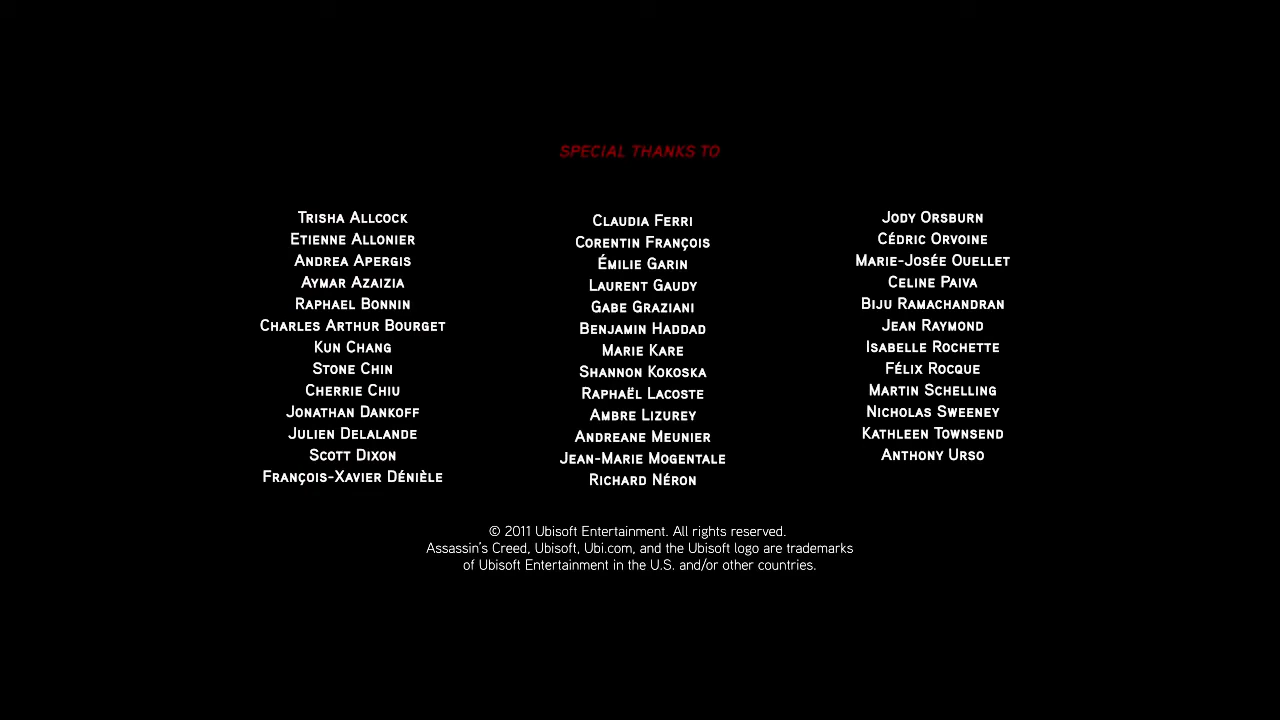 SPECIAL THANKS TO
Trisha Allcock
Etienne Allonier
Andrea Apergis
Aymar Azaizia
Raphael Bonnin
Charles Arthur Bourget
Kun Chang
Stone Chin
Cherrie Chiu
Jonathan Dankoff
Julien Delalande
Scott Dixon
François-Xavier Dénièle
Claudia Ferri
Corentin François
Émilie Garin
Laurent Gaudy
Gabe Graziani
Benjamin Haddad
Marie Kare
Shannon Kokoska
Raphaël Lacoste
Ambre Lizurey
Andreane Meunier
Jean-Marie Mogentale
Richard Néron
Jody Orsburn
Cédric Orvoine
Marie-Josée Ouellet
Celine Paiva
Biju Ramachandran
Jean Raymond
Isabelle Rochette
Félix Rocque
Martin Schelling
Nicholas Sweeney
Kathleen Townsend
Anthony Urso
© 2011 Ubisoft Entertainment. All rights reserved.
Assassin's Creed, Ubisoft, Ubi.com, and the Ubisoft logo are trademarks
of Ubisoft Entertainment in the U.S. and/or other countries.